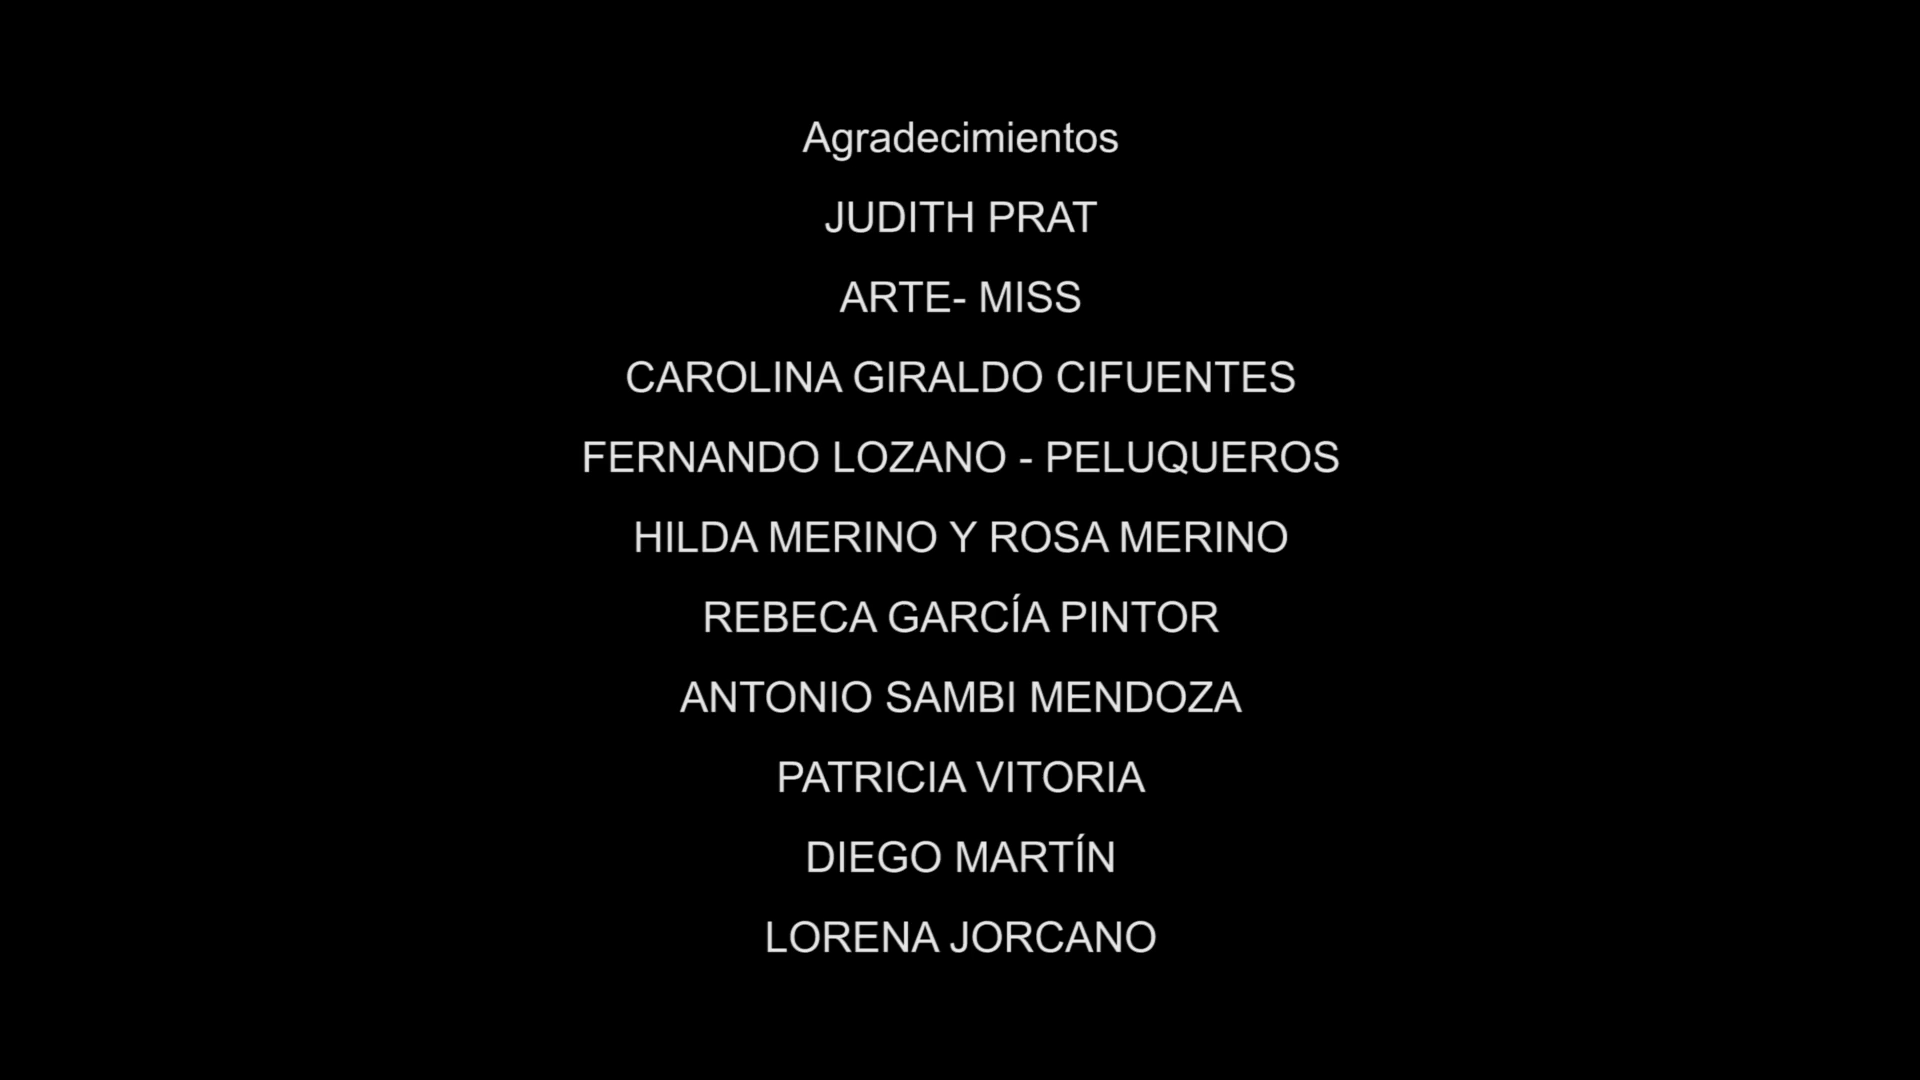 Agradecimientos
JUDITH PRAT
ARTE- MISS
CAROLINA GIRALDO CIFUENTES
FERNANDO LOZANO - PELUQUEROS
HILDA MERINO Y ROSA MERINO
REBECA GARCÍA PINTOR
ANTONIO SAMBI MENDOZA
PATRICIA VITORIA
DIEGO MARTÍN
LORENA JORCANO